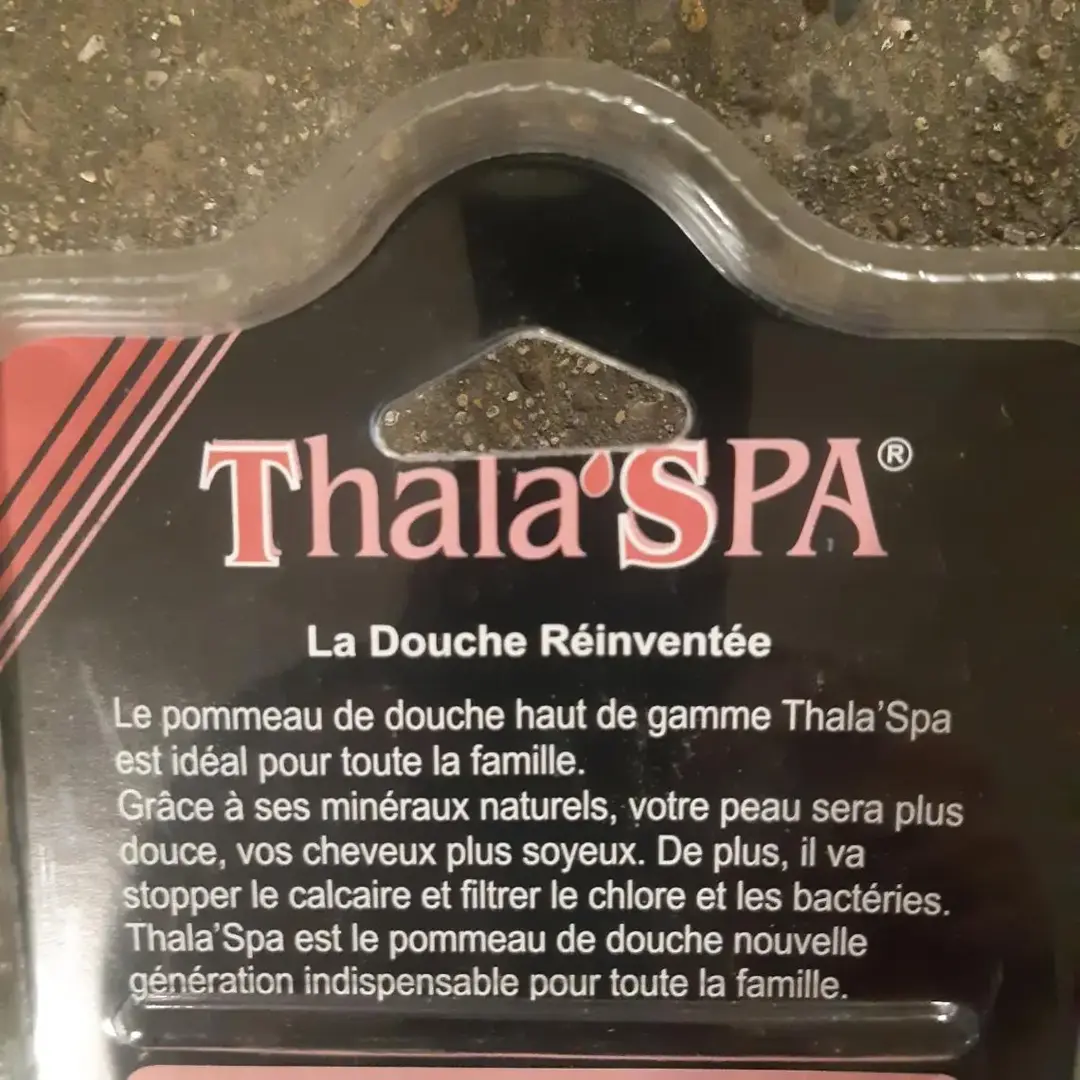 Thala'SPA®
La Douche Réinventée
Le pommeau de douche haut de gamme Thala'Spa
est idéal pour toute la famille.
Grâce à ses minéraux naturels, votre peau sera plus
douce, vos cheveux plus soyeux. De plus, il va
stopper le calcaire et filtrer le chlore et les bactéries.
Thala'Spa est le pommeau de douche nouvelle
génération indispensable pour toute la famille.